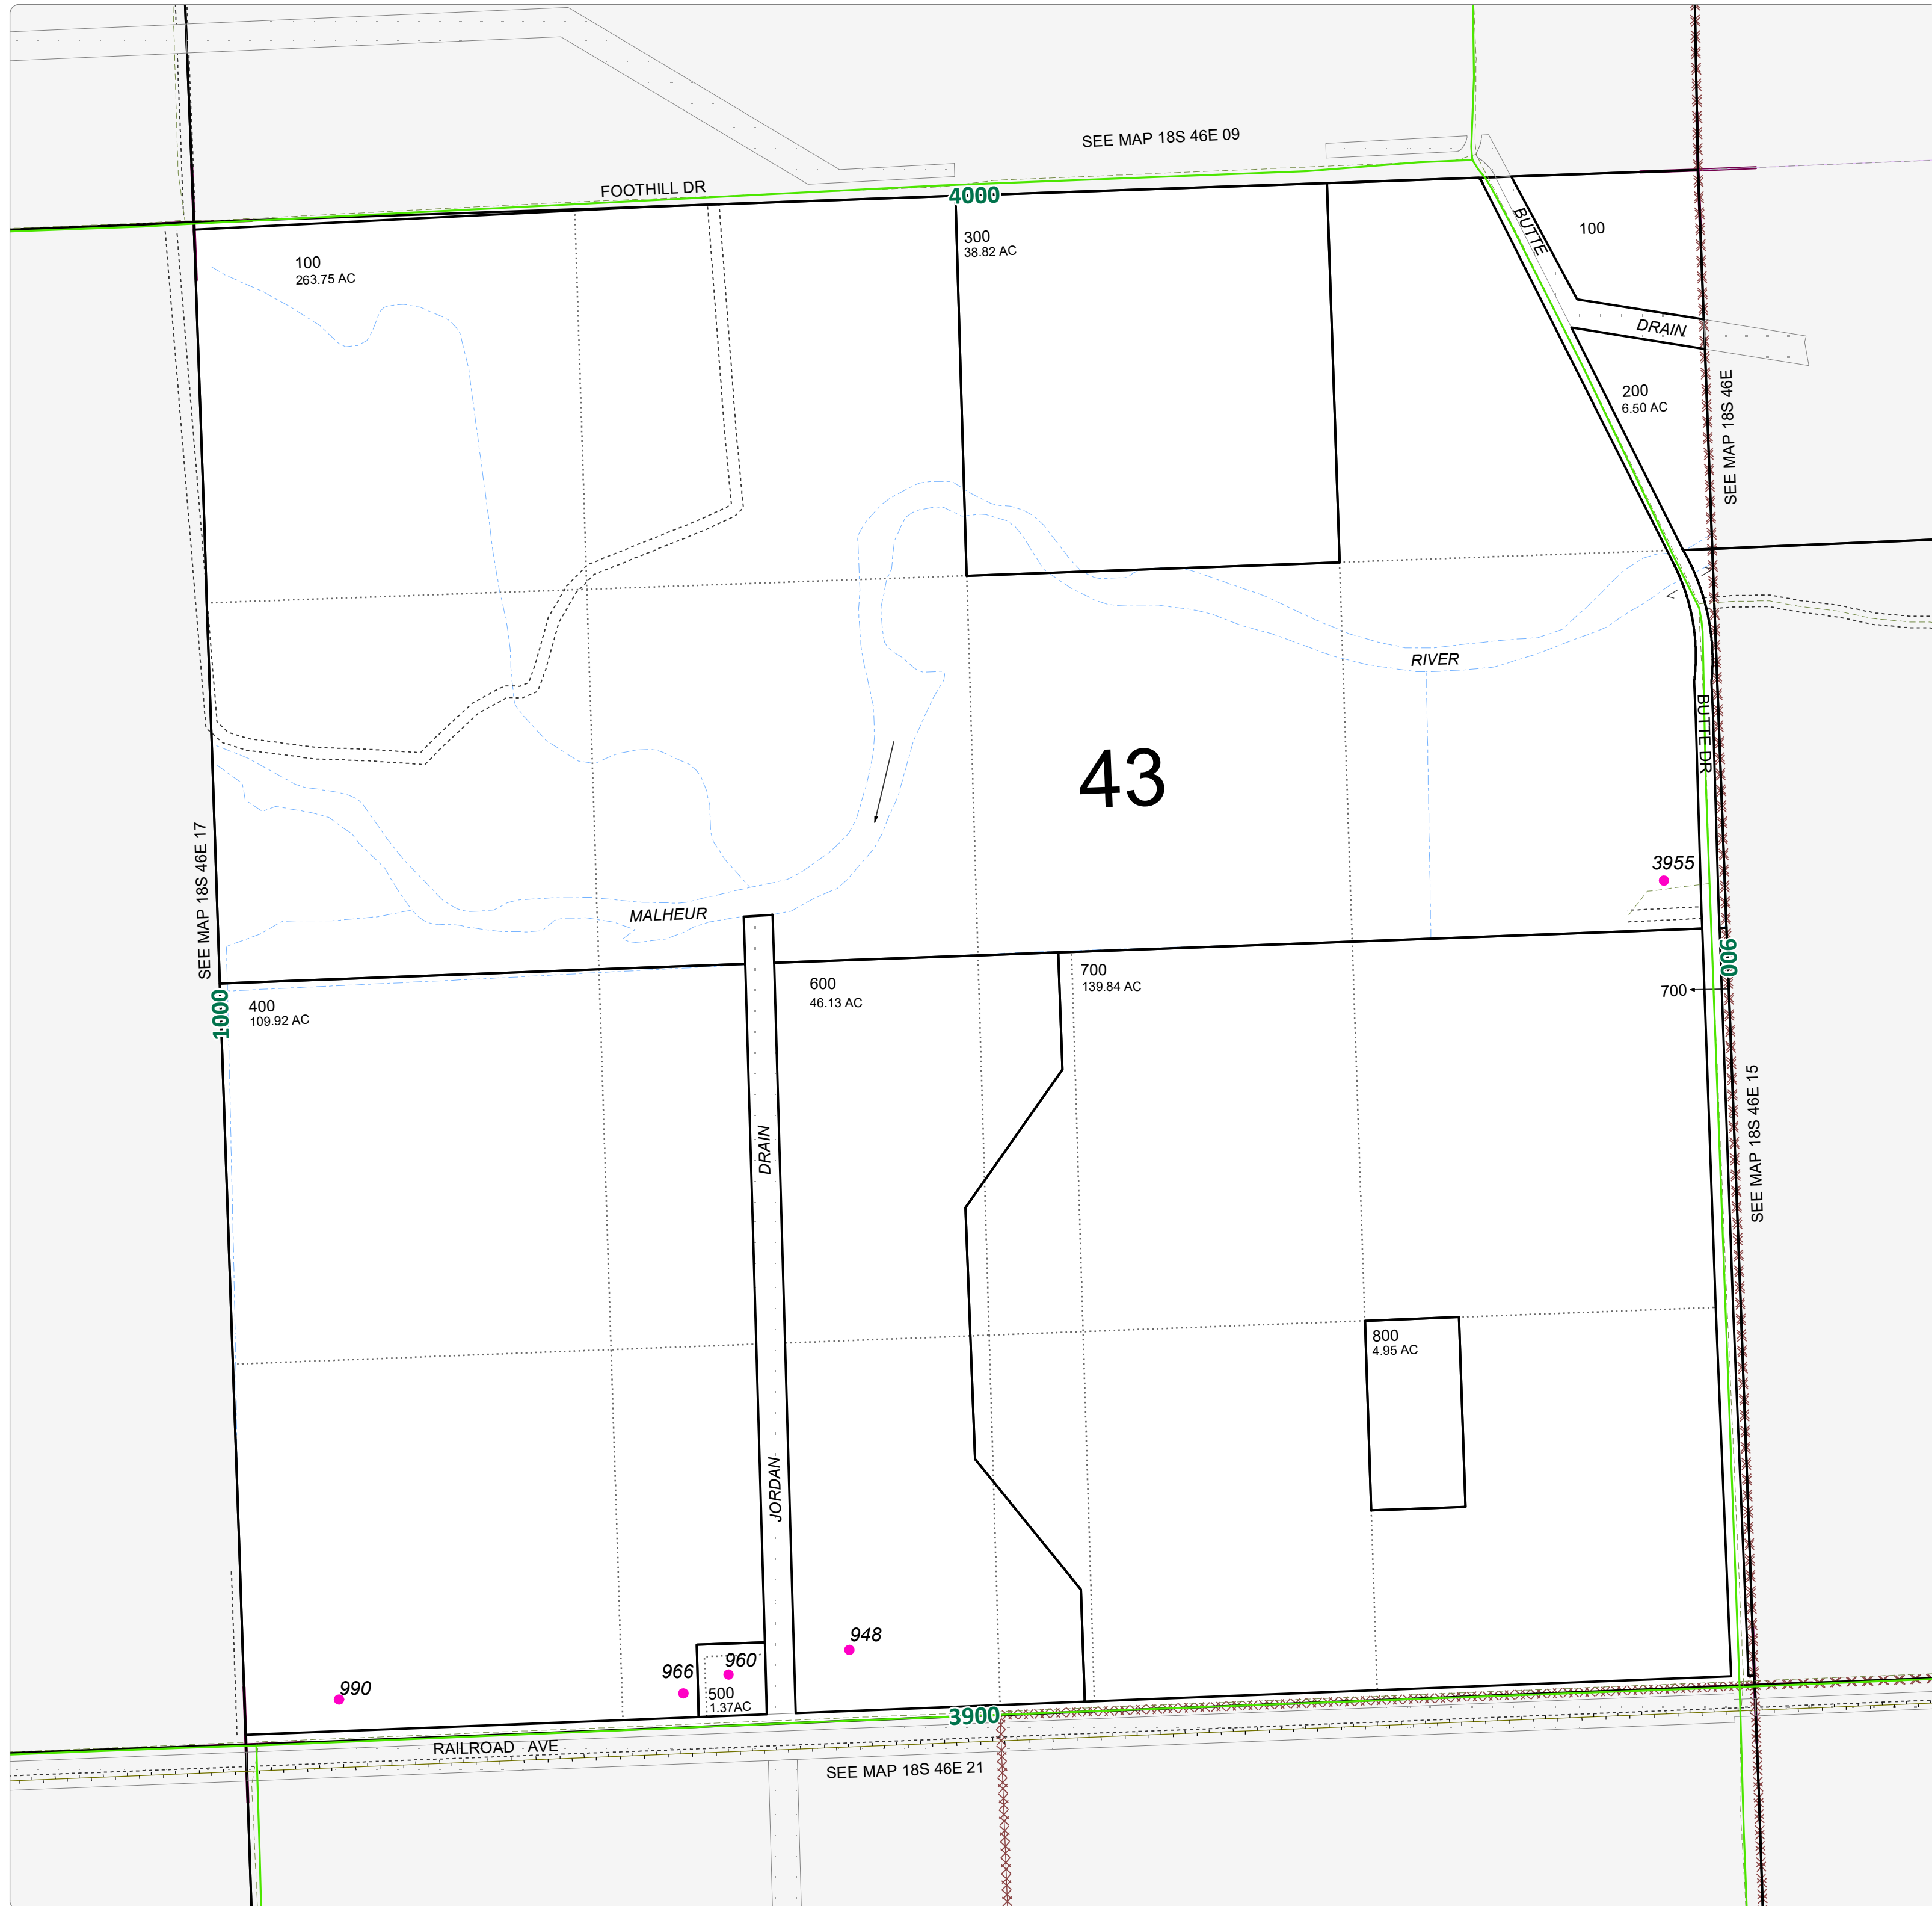 SEE MAP 18S 46E 09
FOOTHILL DR
4000
BUTTE
100
100
263.75 AC
300
38.82 AC
DRAIN
200
6.50 AC
SEE MAP 18S 46E
RIVER
BUTTE DR
43
SEE MAP 18S 46E 17
3955
MALHEUR
900
1000
400
109.92 AC
600
46.13 AC
700
139.84 AC
700
SEE MAP 18S 46E 15
DRAIN
800
4.95 AC
JORDAN
948
966
960
990
500
1.37AC
3900
RAILROAD AVE
SEE MAP 18S 46E 21